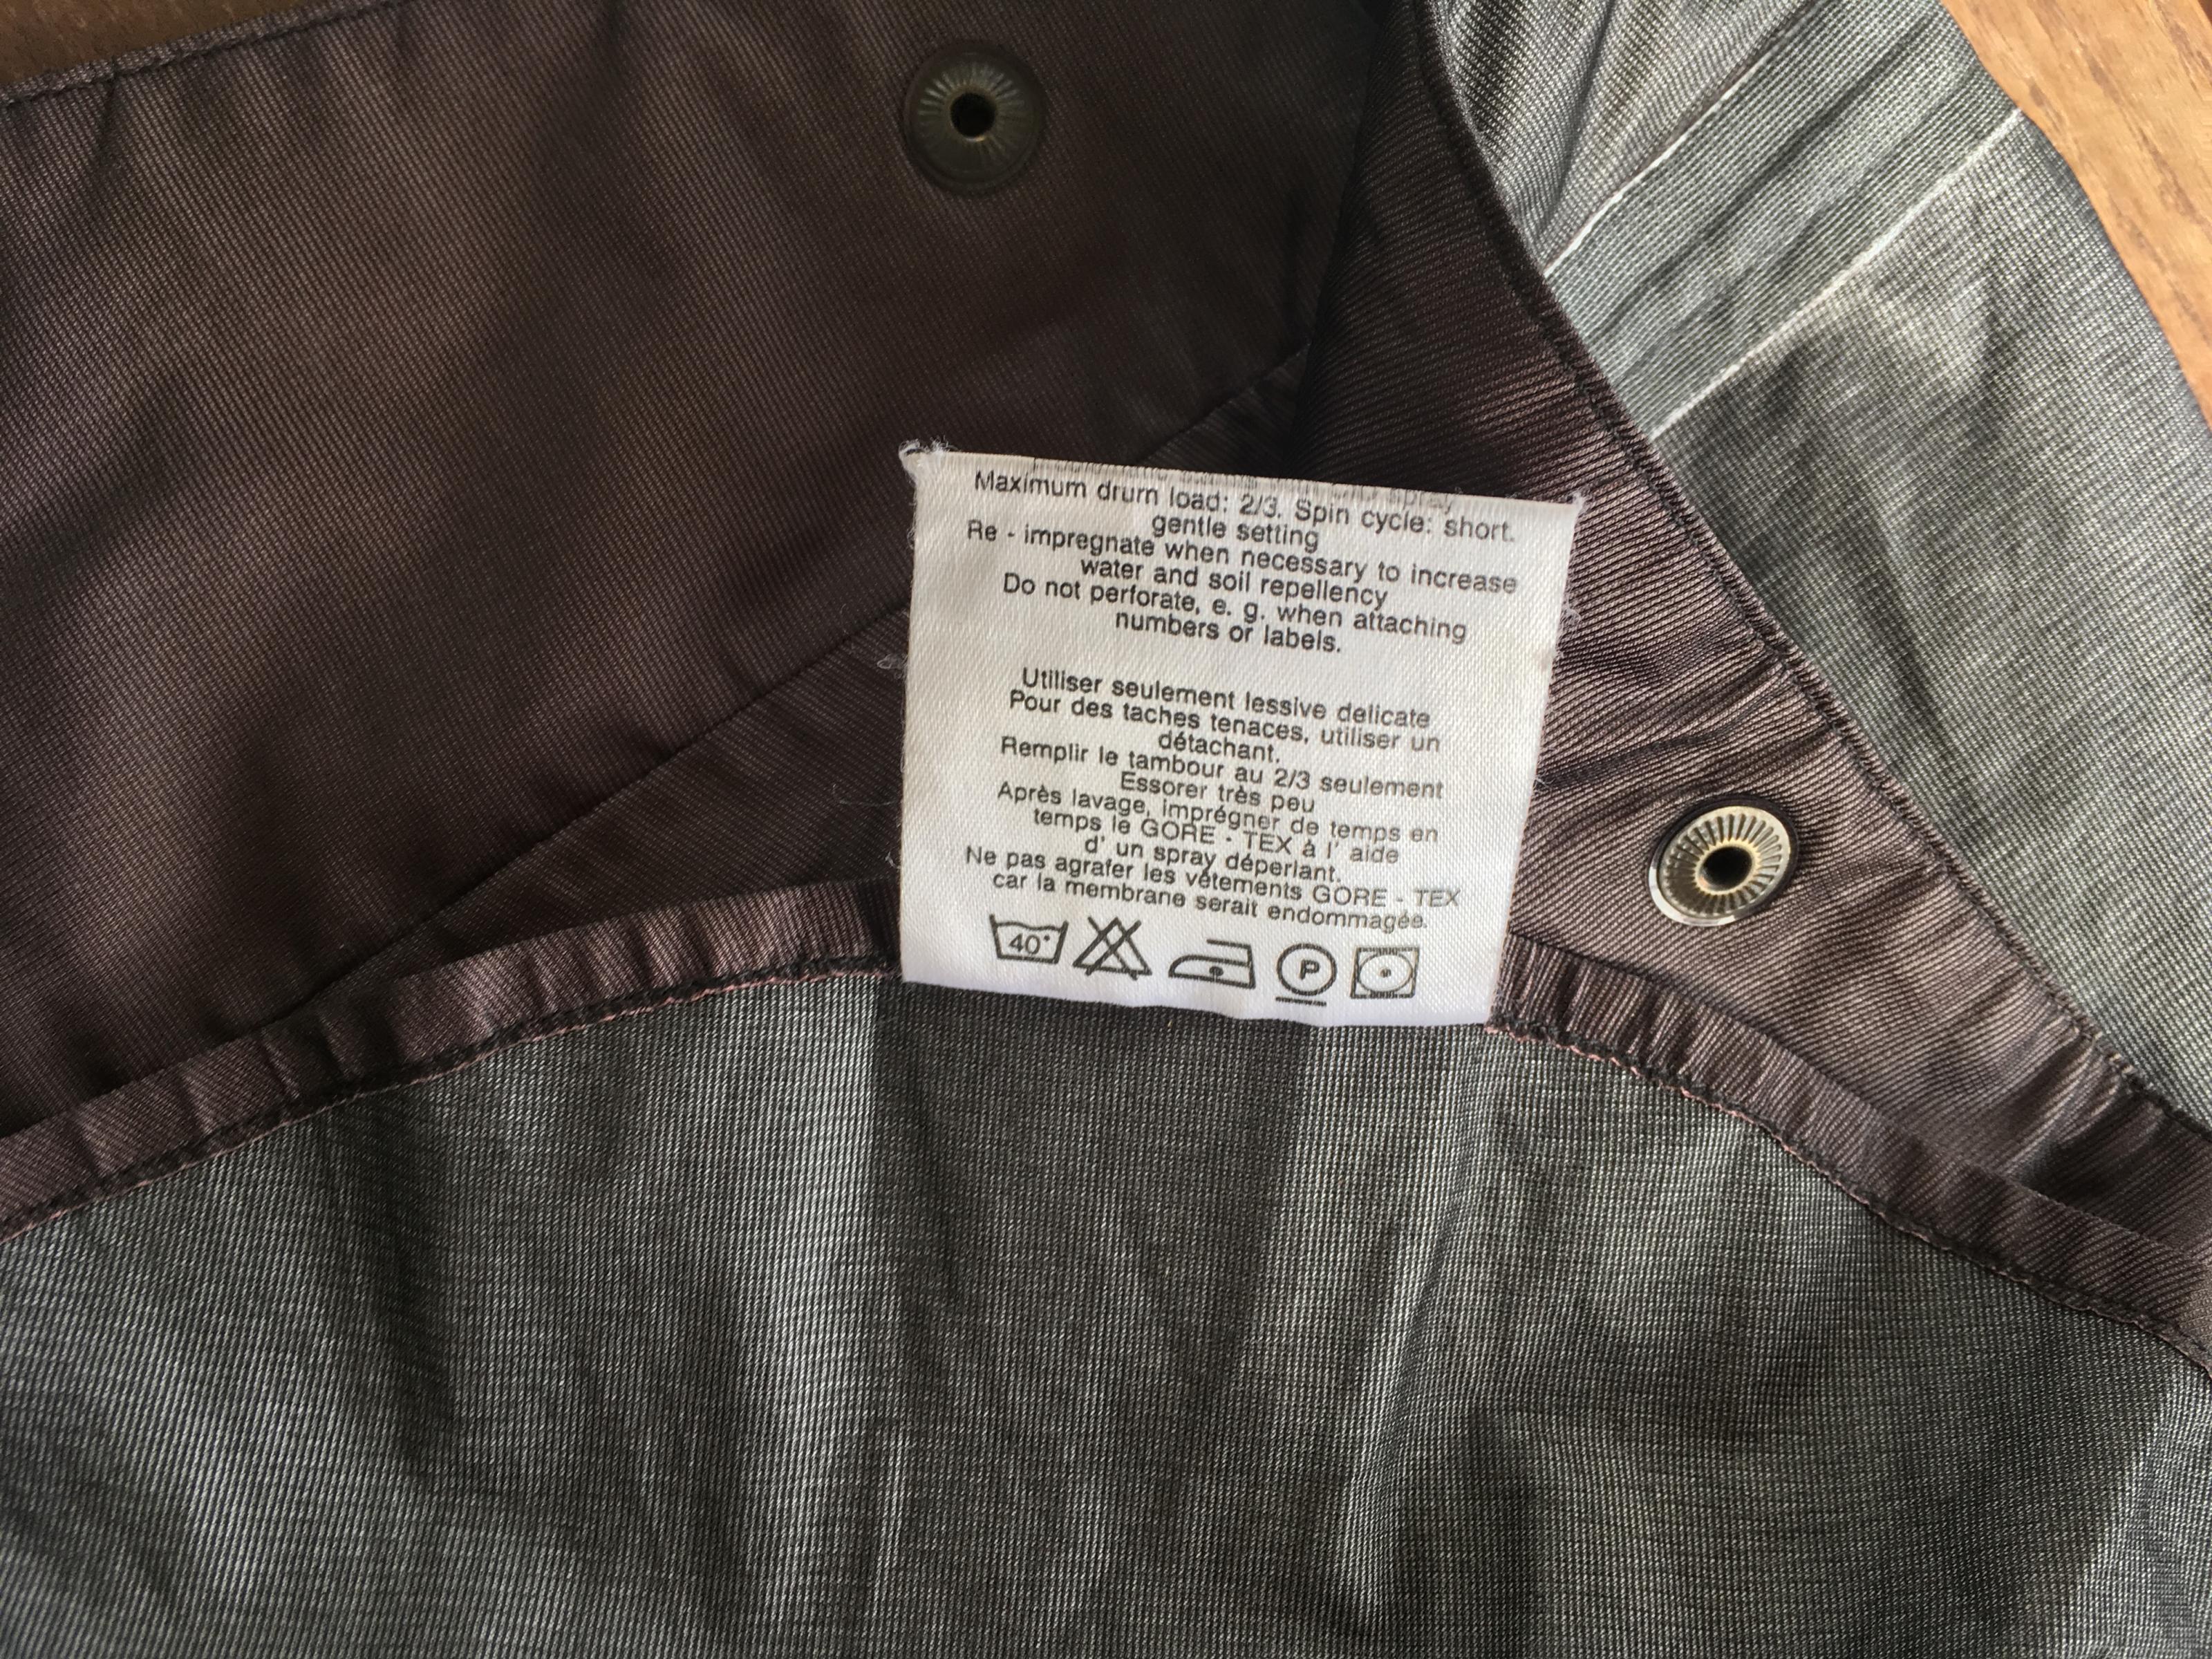 Maximum drum load: 2/3. Spin cycle: short.
gentle setting
Re - impregnate when necessary to increase
water and soil repellency
Do not perforate, e. g. when attaching
numbers or labels.
Utiliser seulement lessive delicate
Pour des taches tenaces, utiliser un
détachant.
Remplir le tambour au 2/3 seulement
Essorer très peu
Après lavage, imprégner de temps en
temps le GORE - TEX à l' aide
d' un spray déperlant.
Ne pas agrafer les vêtements GORE - TEX
car la membrane serait endommagée.
40° P